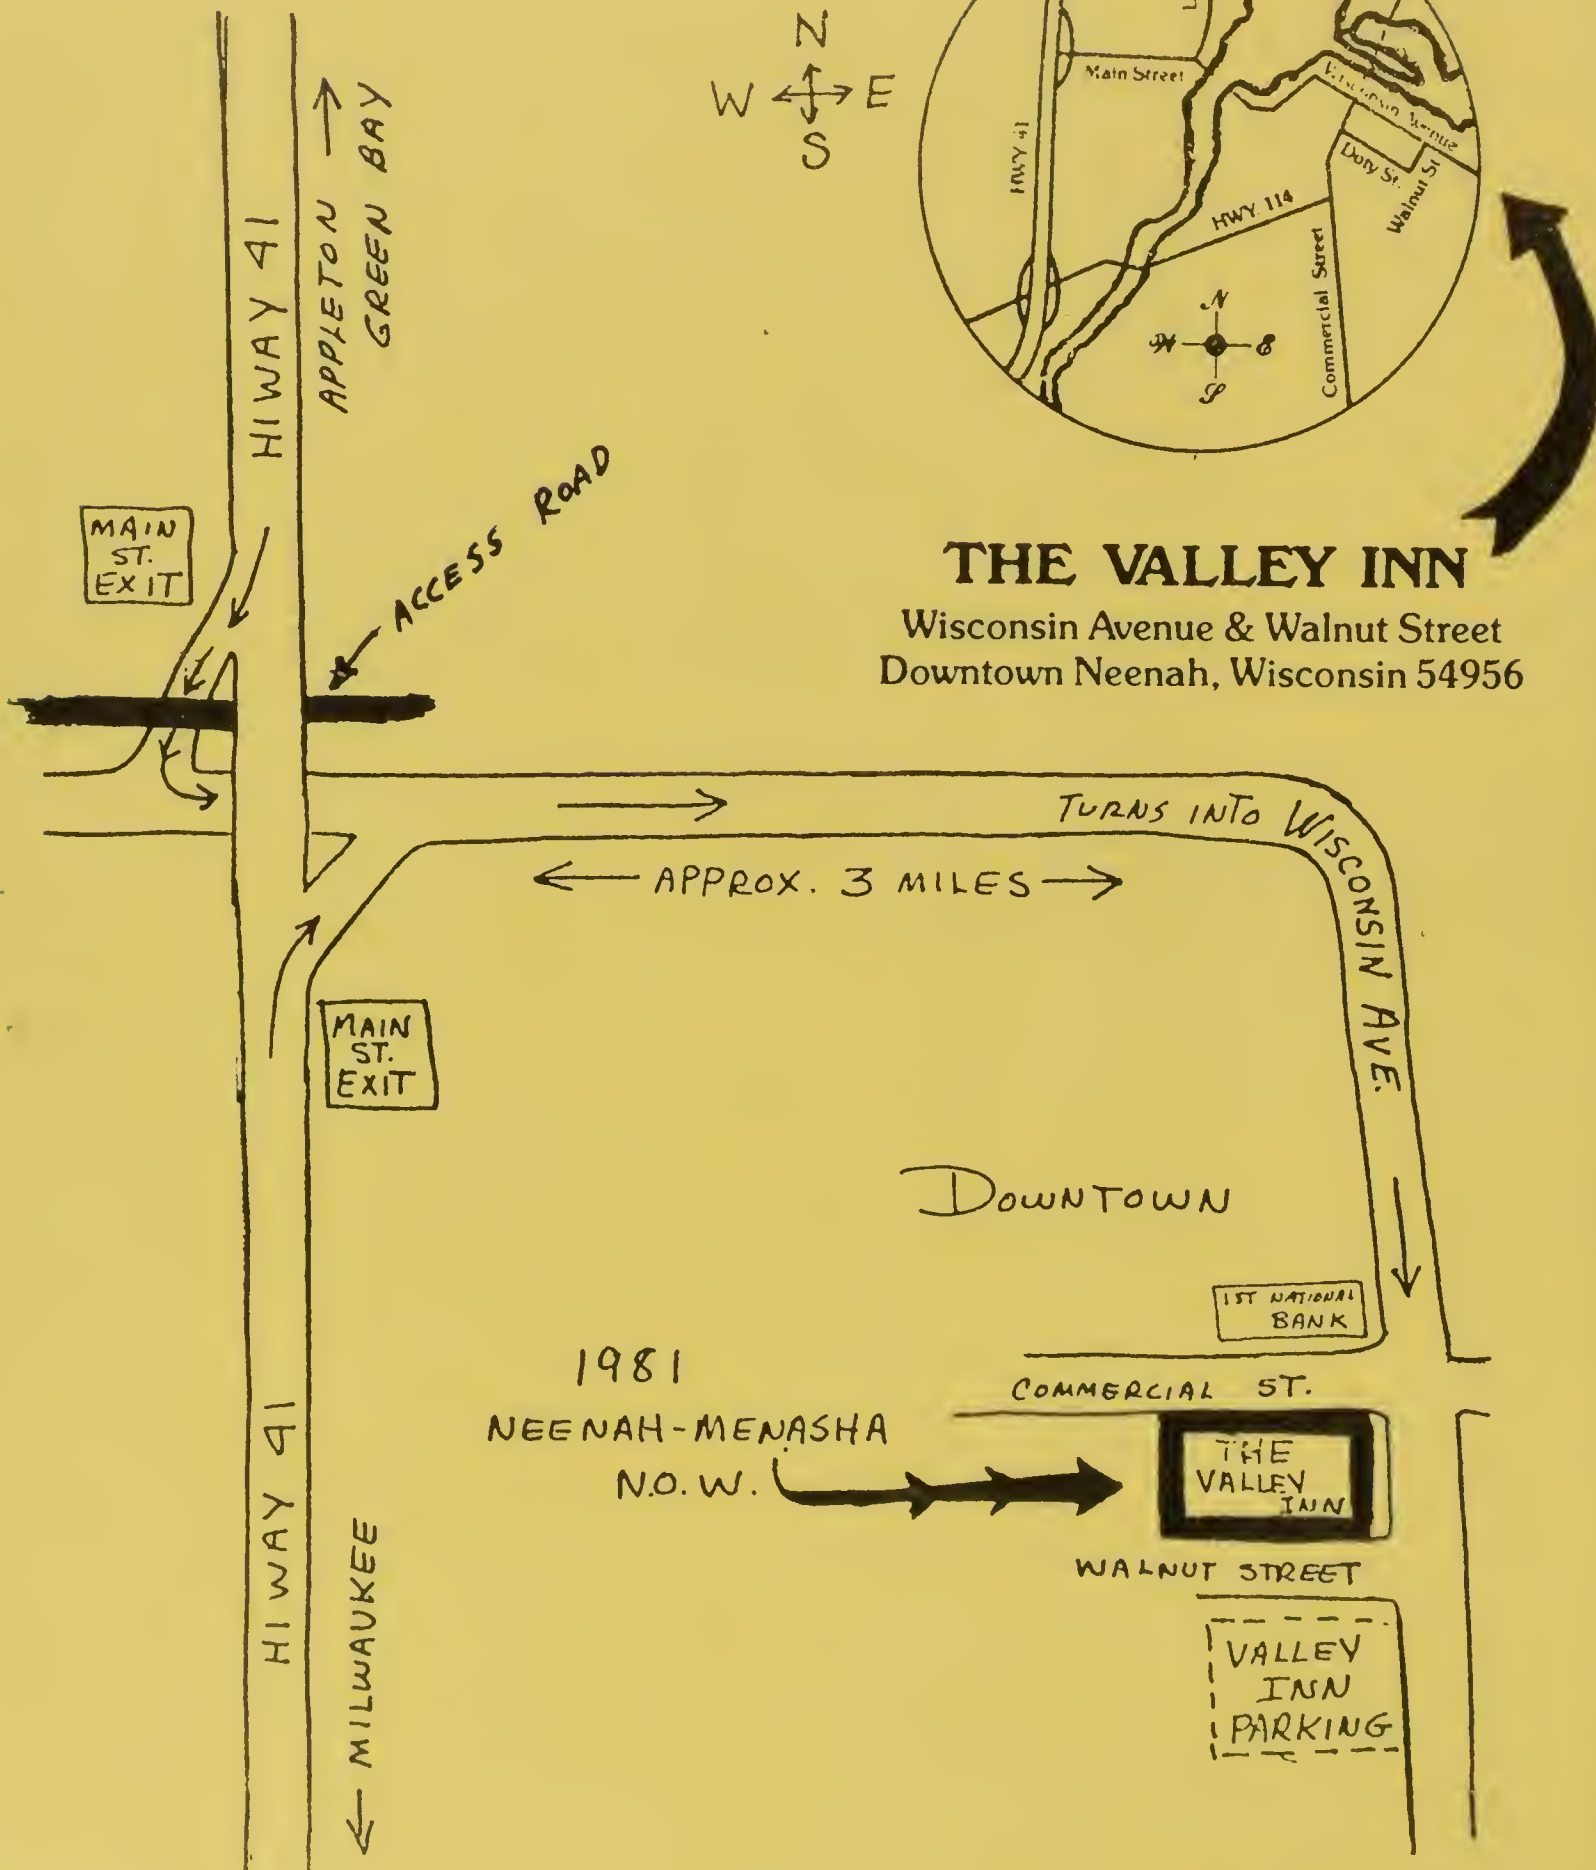 N
W E
S
Main Street
HWY 41
Wisconsin Avenue
Doty St.
Walnut St
HWY. 114
Commercial Street
N
W E
S
HIWAY 41
APPLETON →
GREEN BAY
MAIN
ST.
EXIT
ACCESS ROAD
THE VALLEY INN
Wisconsin Avenue & Walnut Street
Downtown Neenah, Wisconsin 54956
TURNS INTO WISCONSIN AVE.
← APPROX. 3 MILES →
MAIN
ST.
EXIT
DOWNTOWN
1ST NATIONAL
BANK
1981
NEENAH-MENASHA
N.O.W.
COMMERCIAL ST.
THE
VALLEY
INN
WALNUT STREET
VALLEY
INN
PARKING
HIWAY 41
← MILWAUKEE